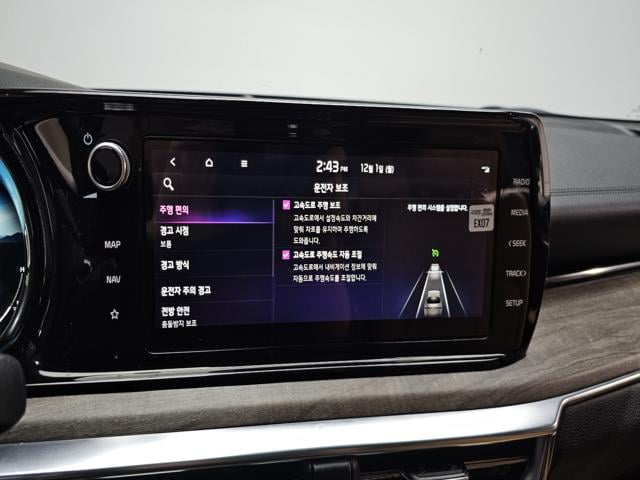 2:43 PM 12월 1일 (월)
운전자 보조
주행 편의
경고 시점
보통
경고 방식
운전자 주의 경고
전방 안전
충돌방지 보조
고속도로 주행 보조
고속도로에서 설정속도와 차간거리에
맞춰 차로를 유지하며 주행하도록
도와줍니다.
고속도로 주행속도 자동 조절
고속도로에서 내비게이션 정보에 맞춰
자동으로 주행속도를 조절합니다.
주행 편의 시스템을 설정합니다.
EX07
MAP
NAV
RADIO
MEDIA
< SEEK
TRACK >
SETUP